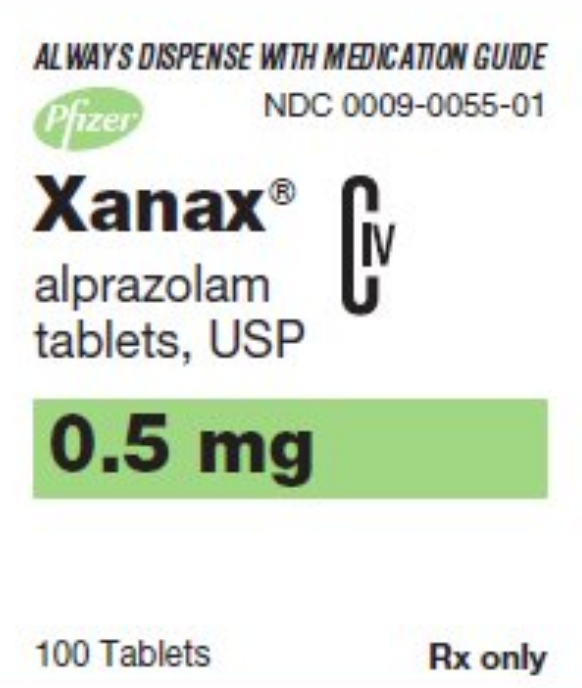 ALWAYS DISPENSE WITH MEDICATION GUIDE
Pfizer
NDC 0009-0055-01
Xanax®
CIV
alprazolam
tablets, USP
0.5 mg
100 Tablets
Rx only